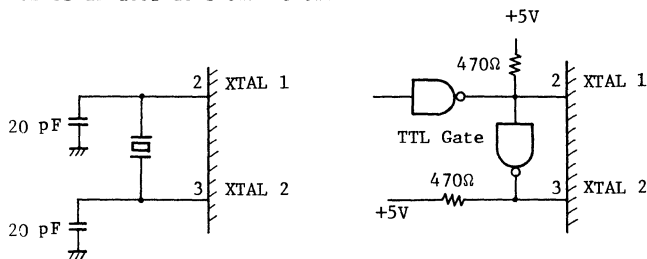 +5V
470Ω
2 XTAL 1
2 XTAL 1
20 pF
TTL Gate
470Ω
3 XTAL 2
3 XTAL 2
+5V
20 pF